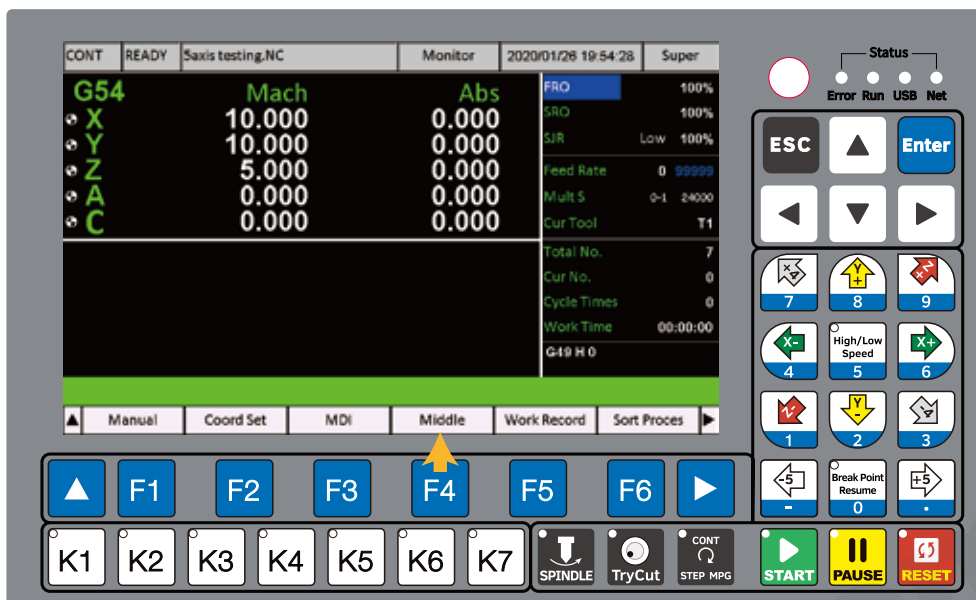 CONT READY 5axis testing.NC Monitor 2020/01/26 19:54:28 Super
G54 Mach Abs
X 10.000 0.000
Y 10.000 0.000
Z 5.000 0.000
A 0.000 0.000
C 0.000 0.000
FRO 100%
SRO 100%
SJR Low 100%
Feed Rate 0 99999
Mult S 0-1 24000
Cur Tool T1
Total No. 7
Cur No. 0
Cycle Times 0
Work Time 00:00:00
G49 H 0
Manual Coord Set MDI Middle Work Record Sort Proces
F1 F2 F3 F4 F5 F6
K1 K2 K3 K4 K5 K6 K7
SPINDLE TryCut CONT STEP MPG
Status
Error Run USB Net
ESC Enter
+4 Y+ Z+
7 8 9
X- High/Low Speed X+
4 5 6
Z- Y- -4
1 2 3
-5 Break Point Resume +5
- 0 .
START PAUSE RESET